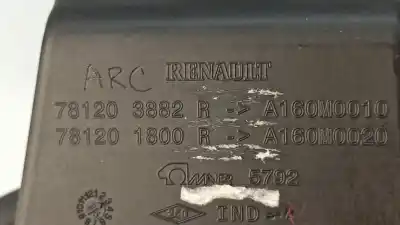 ARC RENAULT
78120 3882 R -> A160M0010
78120 1800 R -> A160M0020
5792
IND-